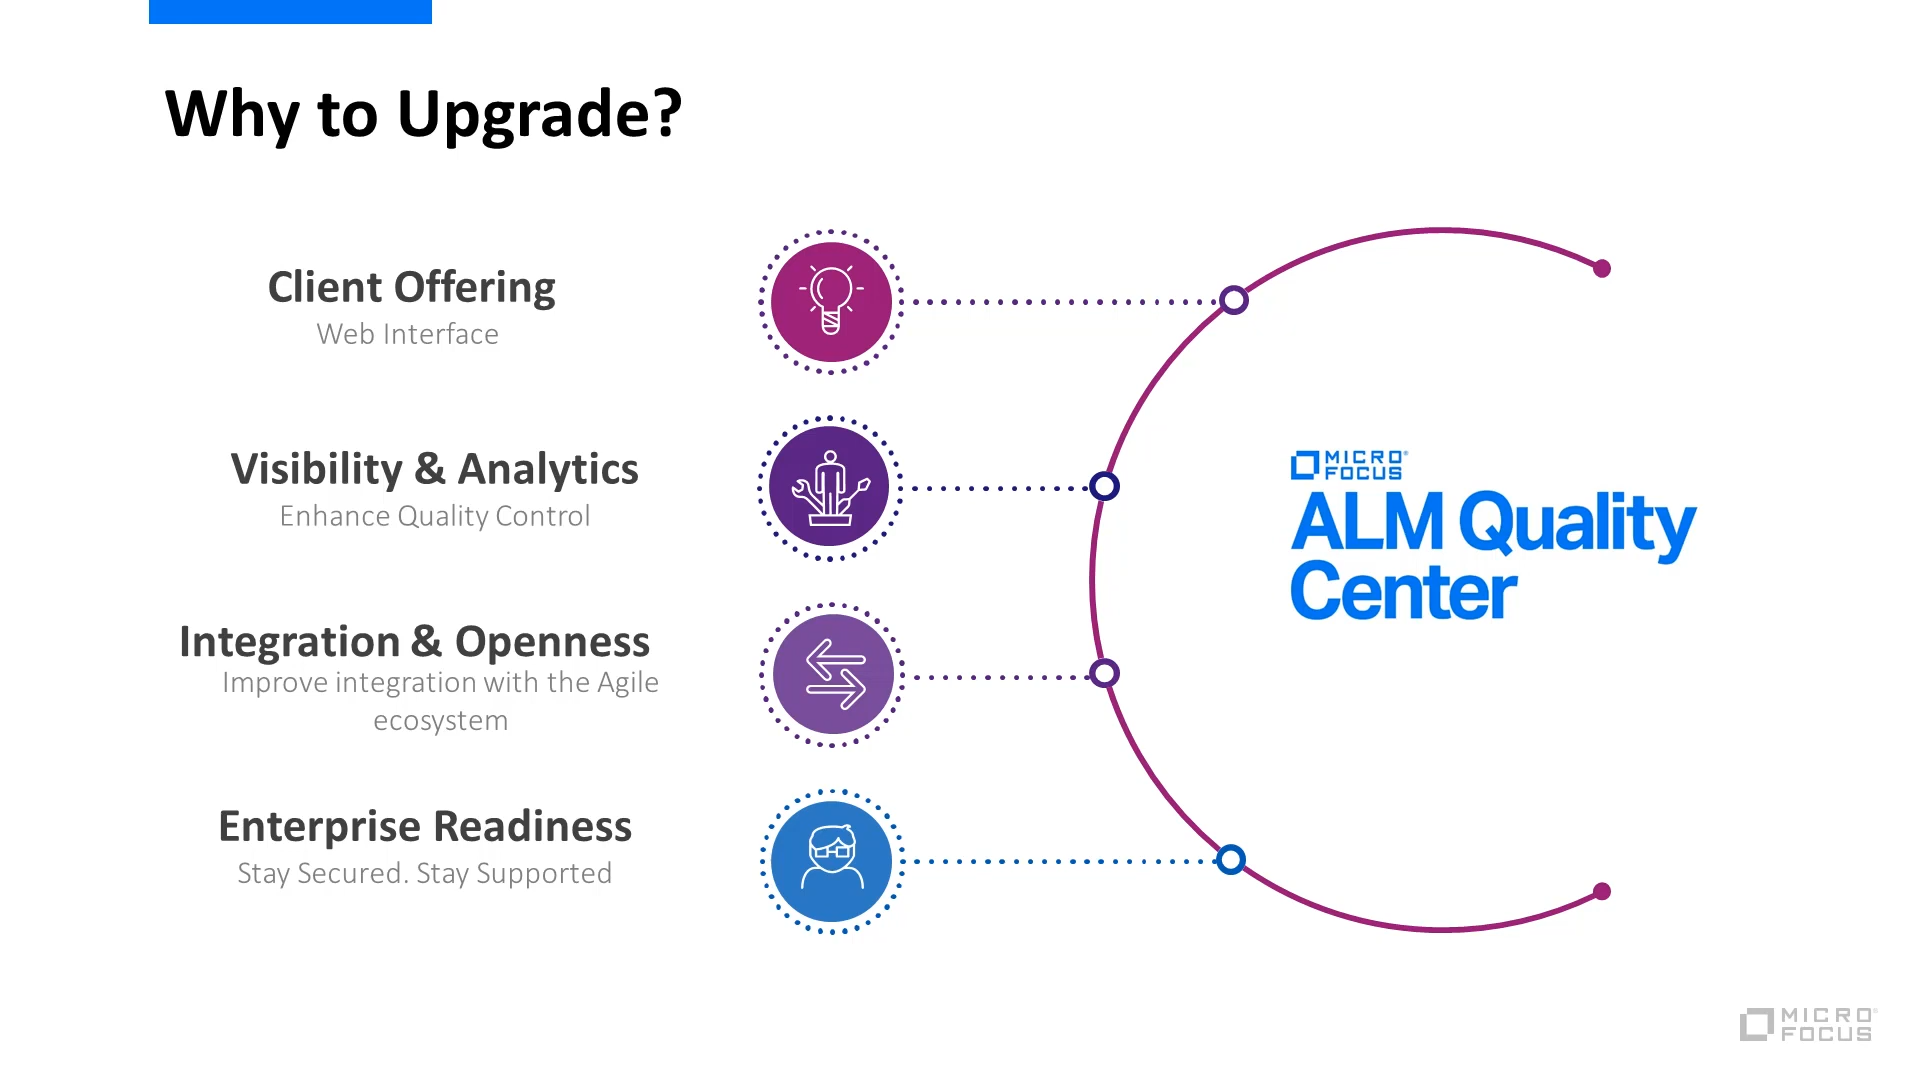 Why to Upgrade?
Client Offering
Web Interface
Visibility & Analytics
Enhance Quality Control
Integration & Openness
Improve integration with the Agile
ecosystem
Enterprise Readiness
Stay Secured. Stay Supported
MICRO
FOCUS
ALM Quality
Center
MICRO
FOCUS